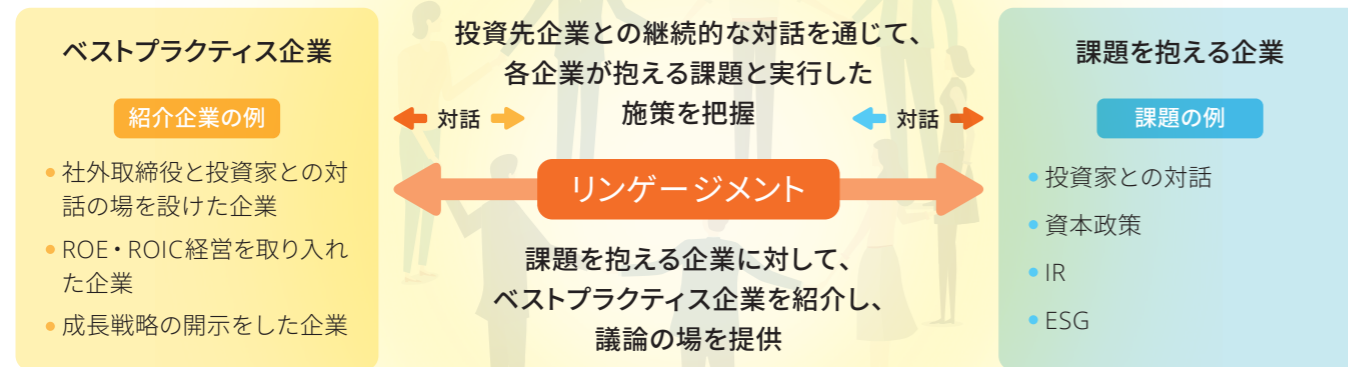 ベストプラクティス企業
紹介企業の例
• 社外取締役と投資家との対
話の場を設けた企業
• ROE・ROIC経営を取り入れ
た企業
• 成長戦略の開示をした企業
投資先企業との継続的な対話を通じて、
各企業が抱える課題と実行した
施策を把握
対話
対話
リンゲージメント
課題を抱える企業に対して、
ベストプラクティス企業を紹介し、
議論の場を提供
課題を抱える企業
課題の例
• 投資家との対話
• 資本政策
• IR
• ESG